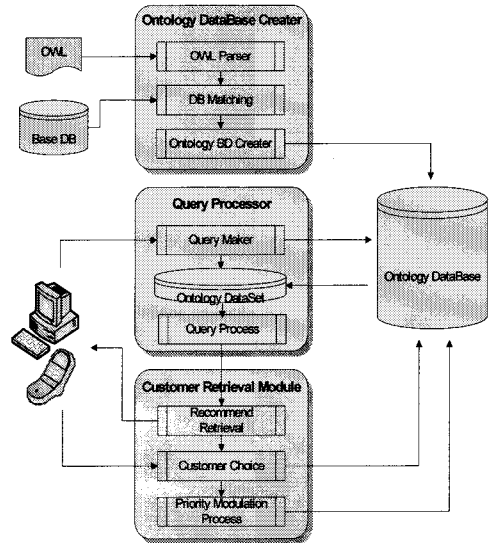 Ontology DataBase Creater
OWL
OWL Parser
DB Matching
Base DB
Ontology BD Creater
Query Processor
Query Maker
Ontology DataBase
Ontology DataSet
Query Process
Customer Retrieval Module
Recommend
Retrieval
Customer Choice
Priority Modulation
Process